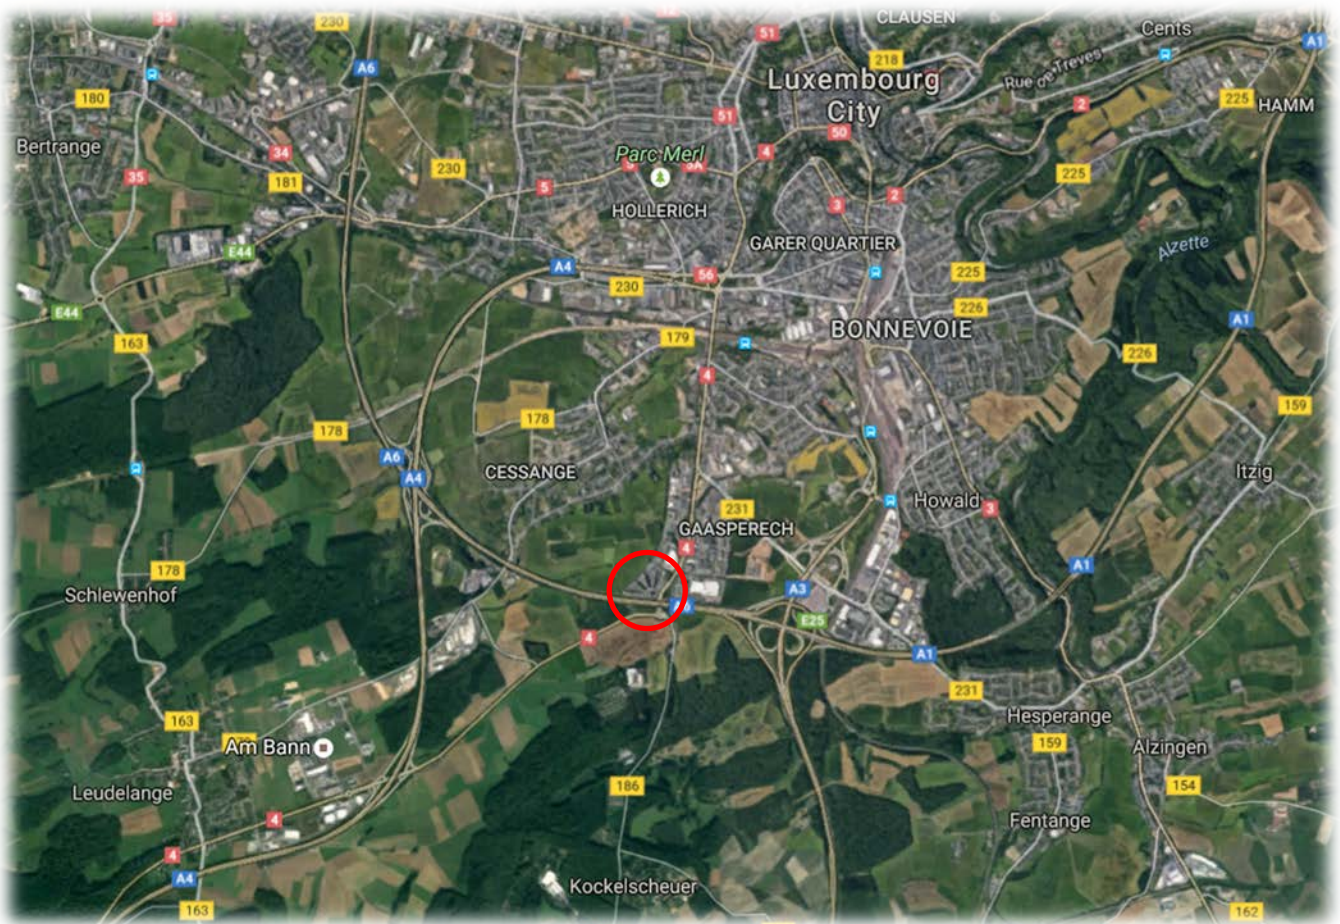 35
230
12
51
CLAUSEN
Cents
A1
A6
218
Rue de Treves
180
Luxembourg
City
2
225
HAMM
51
50
Bertrange
34
230
Parc Merl
4
35
181
5
3A
225
HOLLERICH
3
2
GARER QUARTIER
Alzette
E44
A4
56
225
230
226
E44
A1
163
179
BONNEVOIE
226
4
159
178
178
A6
A4
CESSANGE
Itzig
231
Howald
3
GAASPERECH
4
178
A1
Schlewenhof
A3
E25
4
A1
231
163
Hesperange
Am Bann
159
Alzingen
186
154
Leudelange
4
Fentange
4
A4
Kockelscheuer
163
162